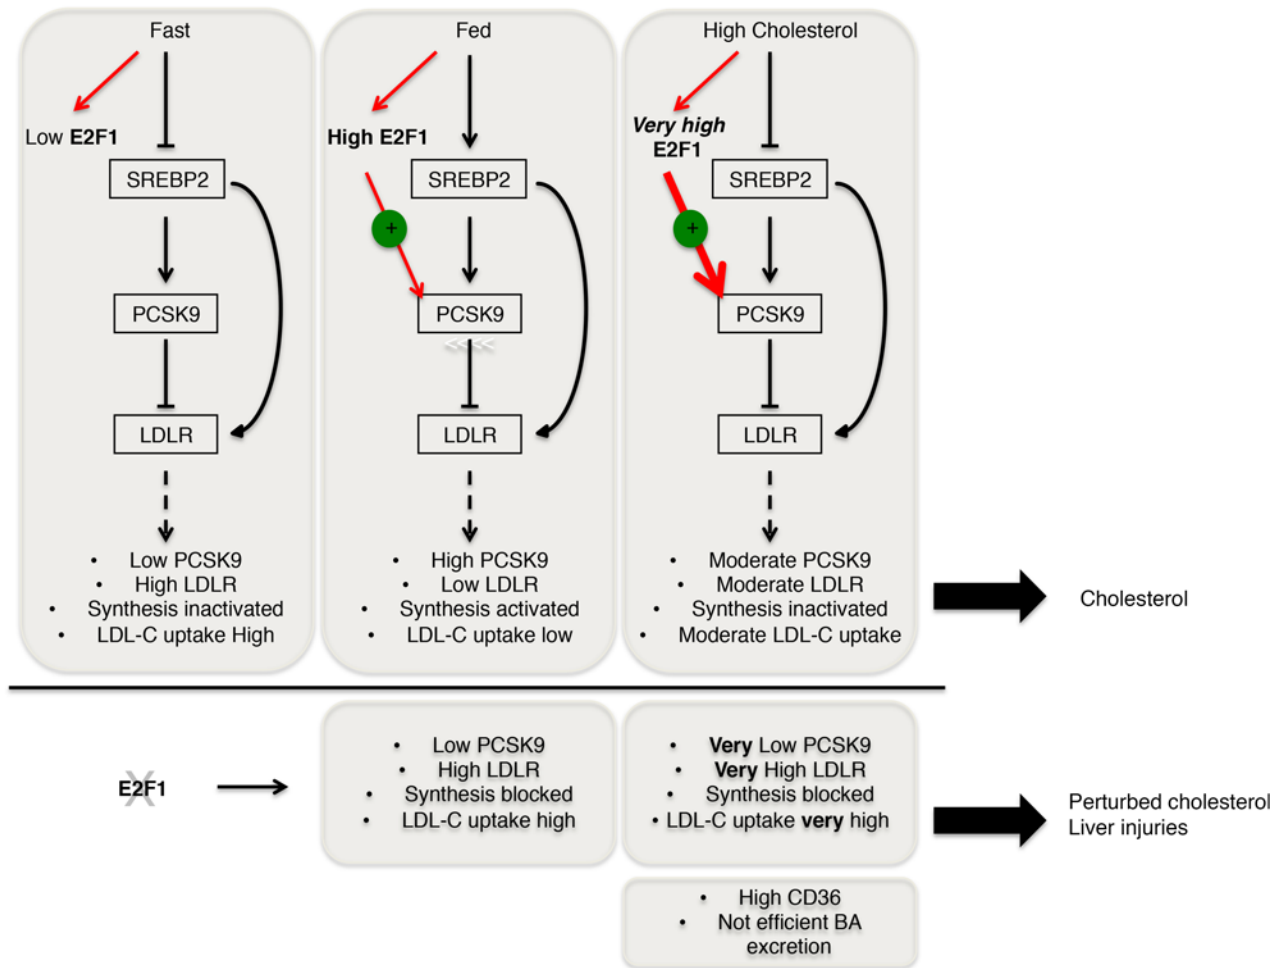 Fast
Low E2F1
SREBP2
PCSK9
LDLR
• Low PCSK9
• High LDLR
• Synthesis inactivated
• LDL-C uptake High
Fed
High E2F1
+
SREBP2
PCSK9
<<<<
LDLR
• High PCSK9
• Low LDLR
• Synthesis activated
• LDL-C uptake low
High Cholesterol
Very high
E2F1
+
SREBP2
PCSK9
LDLR
• Moderate PCSK9
• Moderate LDLR
• Synthesis inactivated
• Moderate LDL-C uptake
Cholesterol
E2F1
X
• Low PCSK9
• High LDLR
• Synthesis blocked
• LDL-C uptake high
• Very Low PCSK9
• Very High LDLR
• Synthesis blocked
• LDL-C uptake very high
Perturbed cholesterol
Liver injuries
• High CD36
• Not efficient BA
excretion